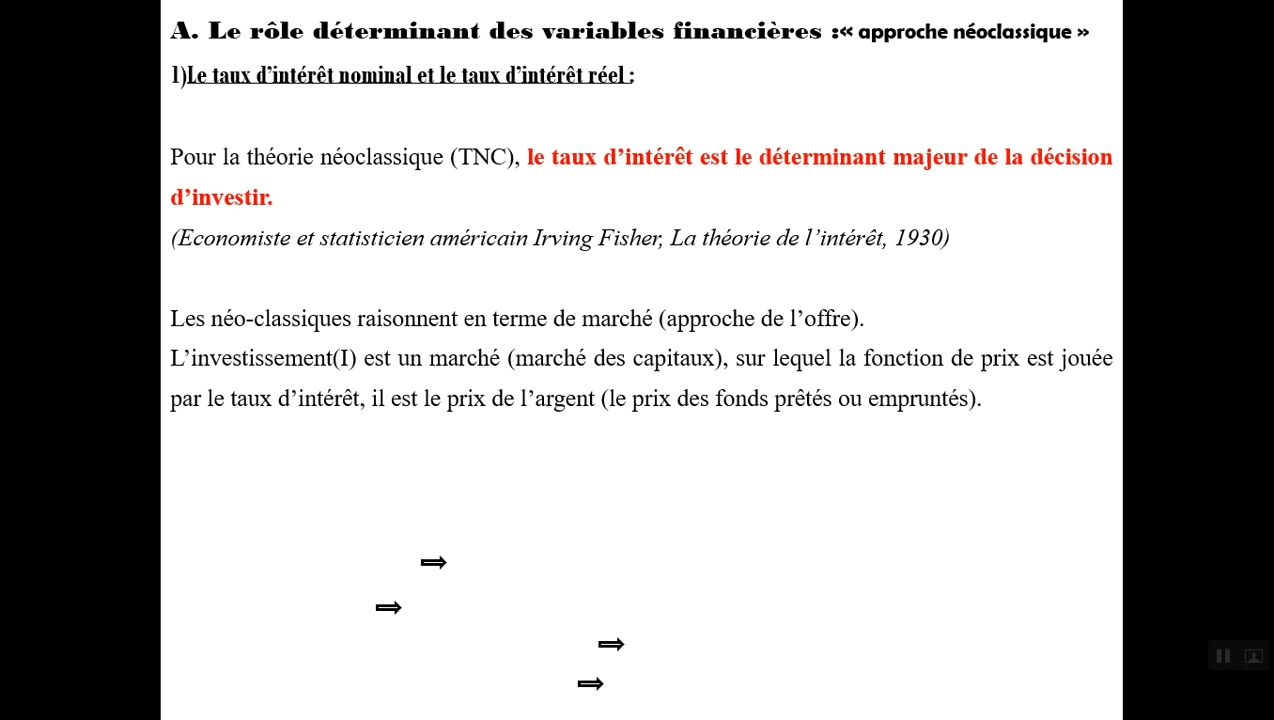 A. Le rôle déterminant des variables financières :« approche néoclassique »
1)Le taux d’intérêt nominal et le taux d’intérêt réel :
Pour la théorie néoclassique (TNC), le taux d’intérêt est le déterminant majeur de la décision
d’investir.
(Economiste et statisticien américain Irving Fisher, La théorie de l’intérêt, 1930)
Les néo-classiques raisonnent en terme de marché (approche de l’offre).
L’investissement(I) est un marché (marché des capitaux), sur lequel la fonction de prix est jouée
par le taux d’intérêt, il est le prix de l’argent (le prix des fonds prêtés ou empruntés).